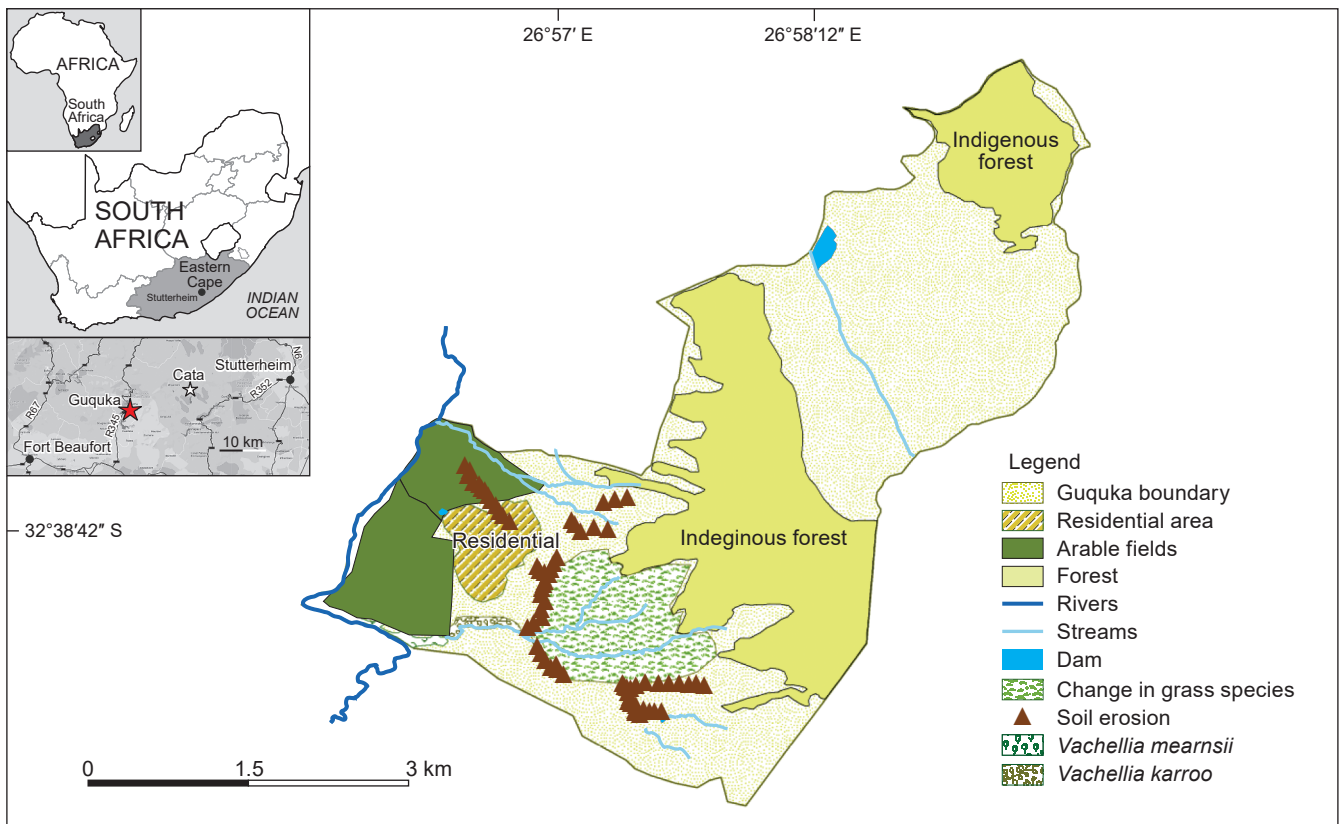 26°57′ E
26°58′12″ E
AFRICA
South
Africa
SOUTH
AFRICA
Eastern
Cape
Stutterheim
INDIAN
OCEAN
Stutterheim
N6
Cata
R352
Guquka
R67
R345
10 km
Fort Beaufort
32°38′42″ S
Indigenous
forest
Residential
Indeginous forest
0
1.5
3 km
Legend
Guquka boundary
Residential area
Arable fields
Forest
Rivers
Streams
Dam
Change in grass species
Soil erosion
Vachellia mearnsii
Vachellia karroo